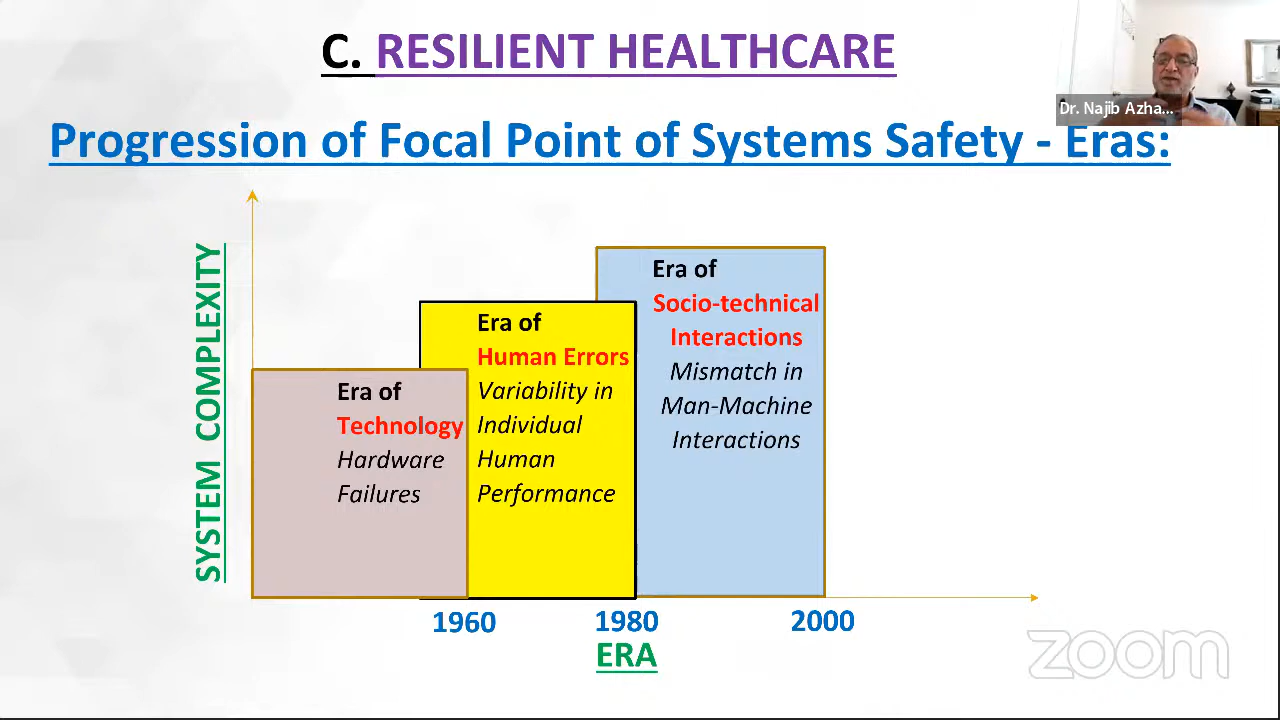 C. RESILIENT HEALTHCARE
Dr. Najib Azha...
Progression of Focal Point of Systems Safety - Eras:
SYSTEM COMPLEXITY
Era of
Technology
Hardware
Failures
Era of
Human Errors
Variability in
Individual
Human
Performance
Era of
Socio-technical
Interactions
Mismatch in
Man-Machine
Interactions
1960
1980
2000
ERA
zoom